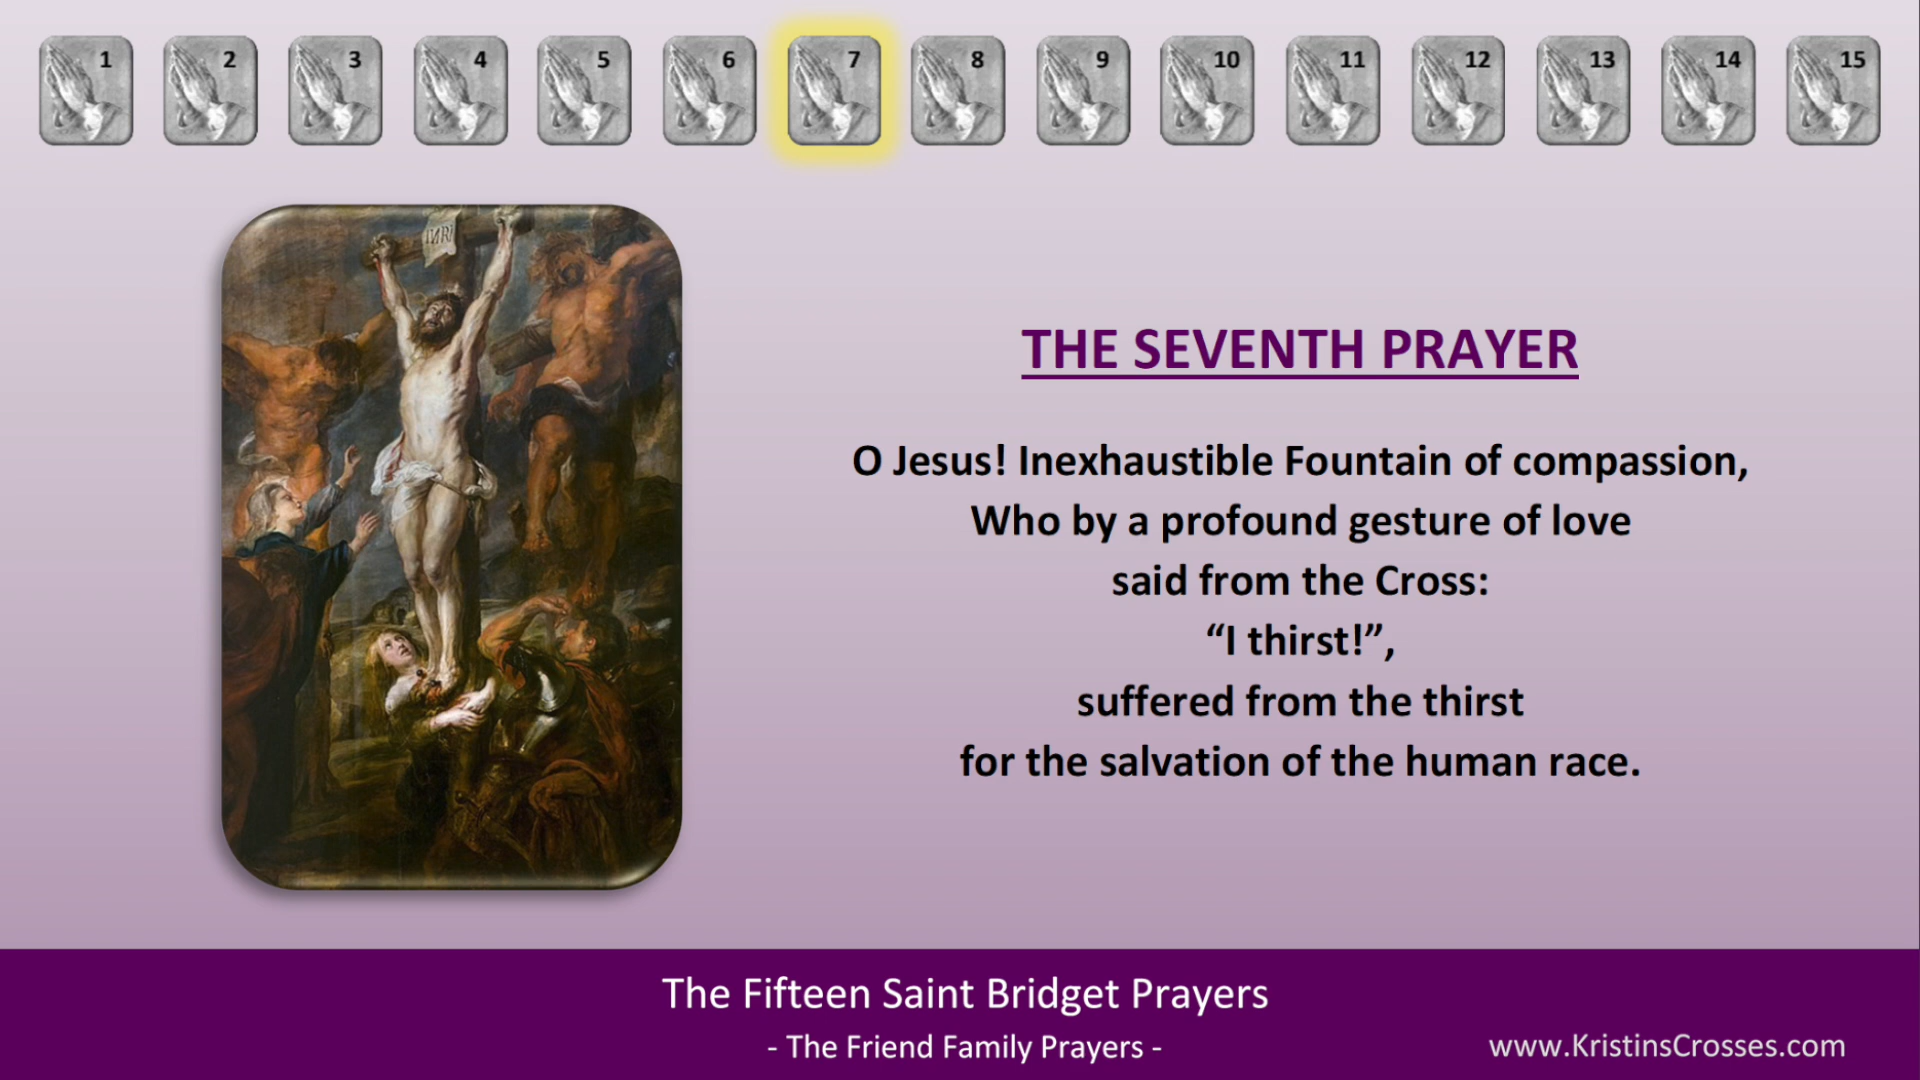 1 2 3 4 5 6 7 8 9 10 11 12 13 14 15
INRI
THE SEVENTH PRAYER
O Jesus! Inexhaustible Fountain of compassion,
Who by a profound gesture of love
said from the Cross:
“I thirst!”,
suffered from the thirst
for the salvation of the human race.
The Fifteen Saint Bridget Prayers
- The Friend Family Prayers -
www.KristinsCrosses.com